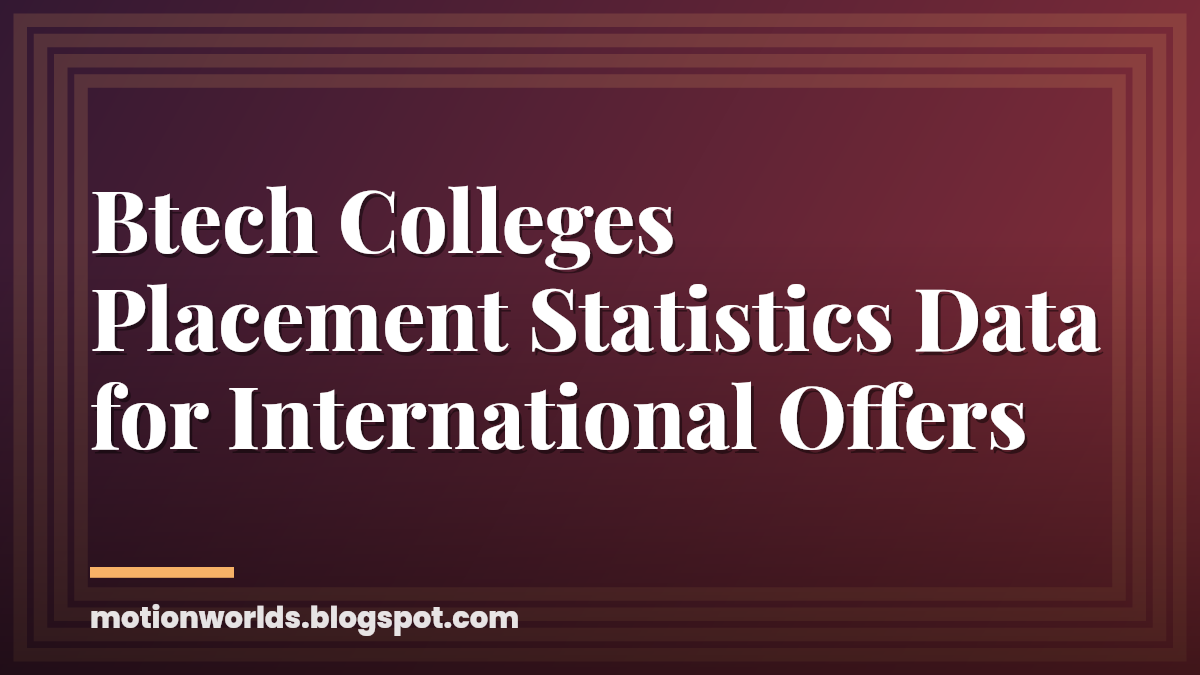 Btech Colleges
Placement Statistics Data
for International Offers
motionworlds.blogspot.com